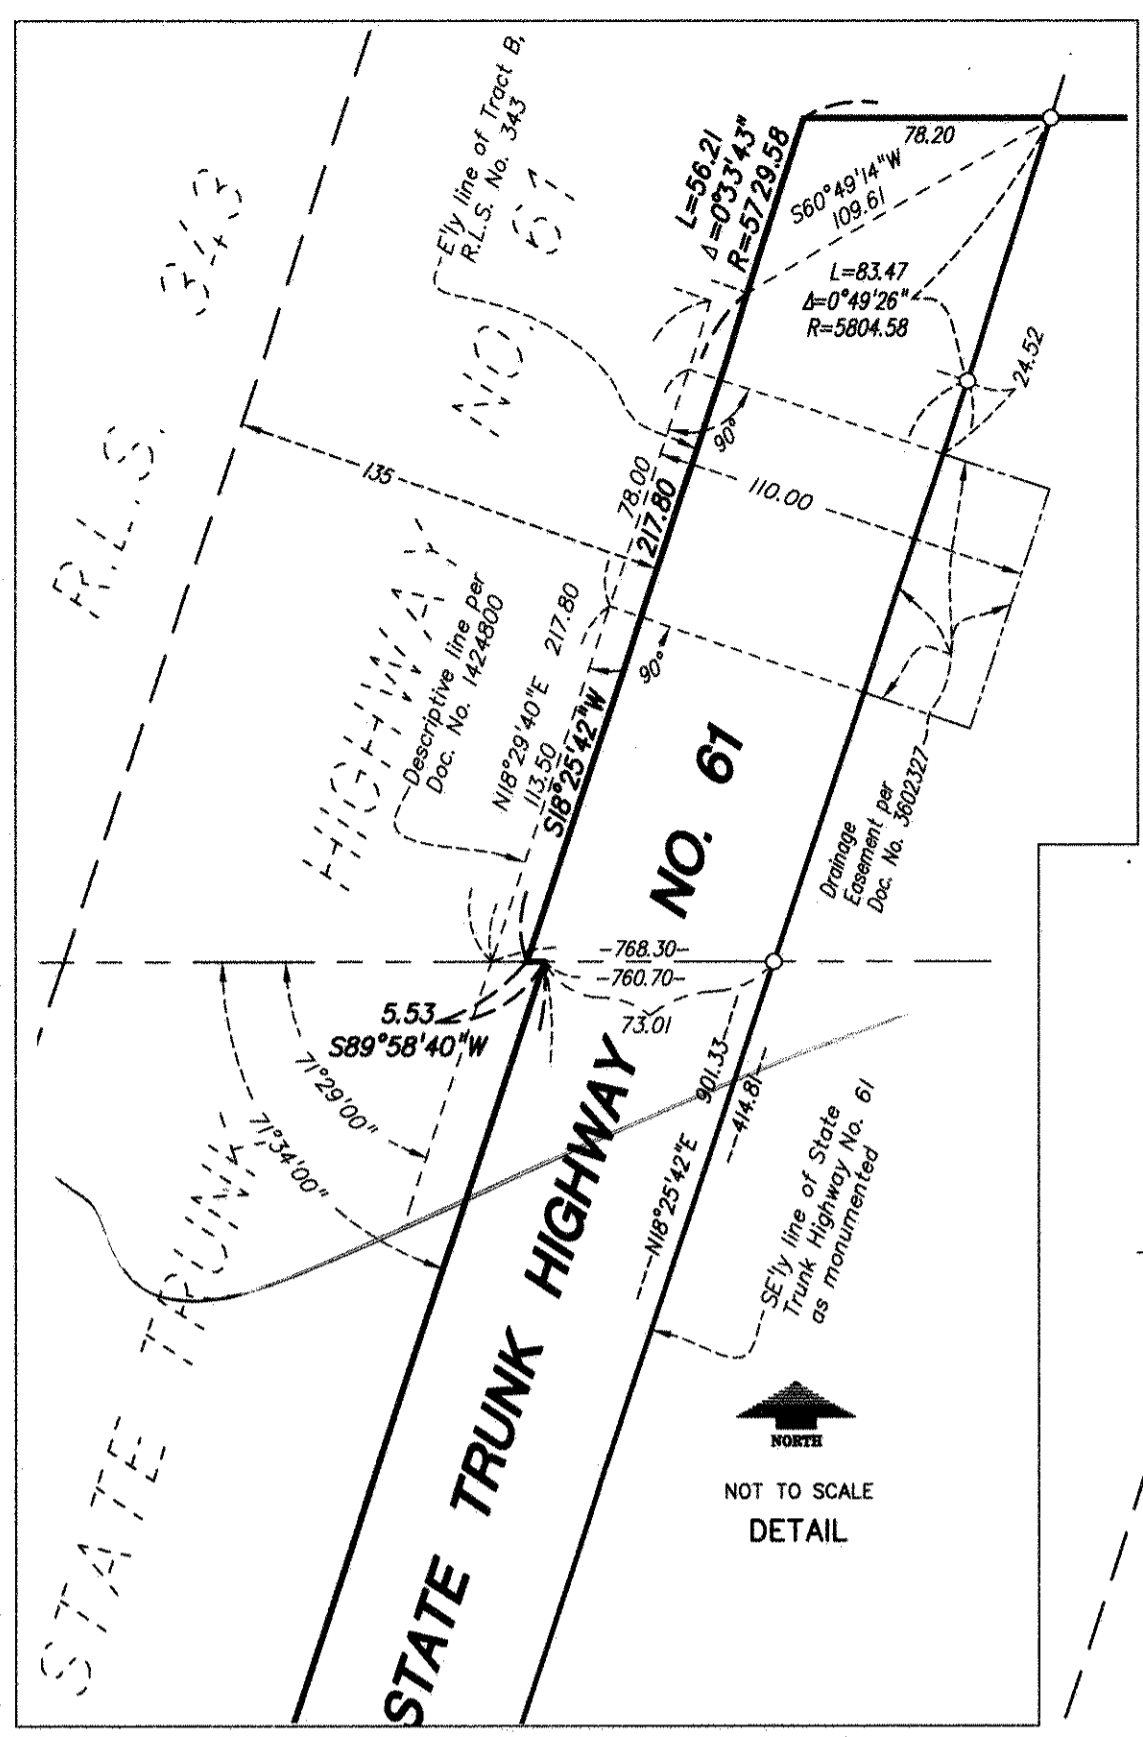 E'ly line of Tract B,
R.L.S. No. 343
L=56.21
Δ=0°33'43"
R=5729.58
78.20
S60°49'14"W
109.61
L=83.47
Δ=0°49'26"
R=5804.58
24.52
R.L.S. 343
135
90°
110.00
78.00
217.80
STATE TRUNK HIGHWAY NO. 61
Descriptive line per
Doc. No. 1424800
N18°29'40"E 217.80
113.50
S18°25'42"W
90°
Drainage
Easement per
Doc. No. 3602327
STATE TRUNK HIGHWAY NO. 61
768.30
760.70
73.01
5.53
S89°58'40"W
71°29'00"
71°34'00"
901.33
414.81
N18°25'42"E
SE'ly line of State
Trunk Highway No. 61
as monumented
NORTH
NOT TO SCALE
DETAIL